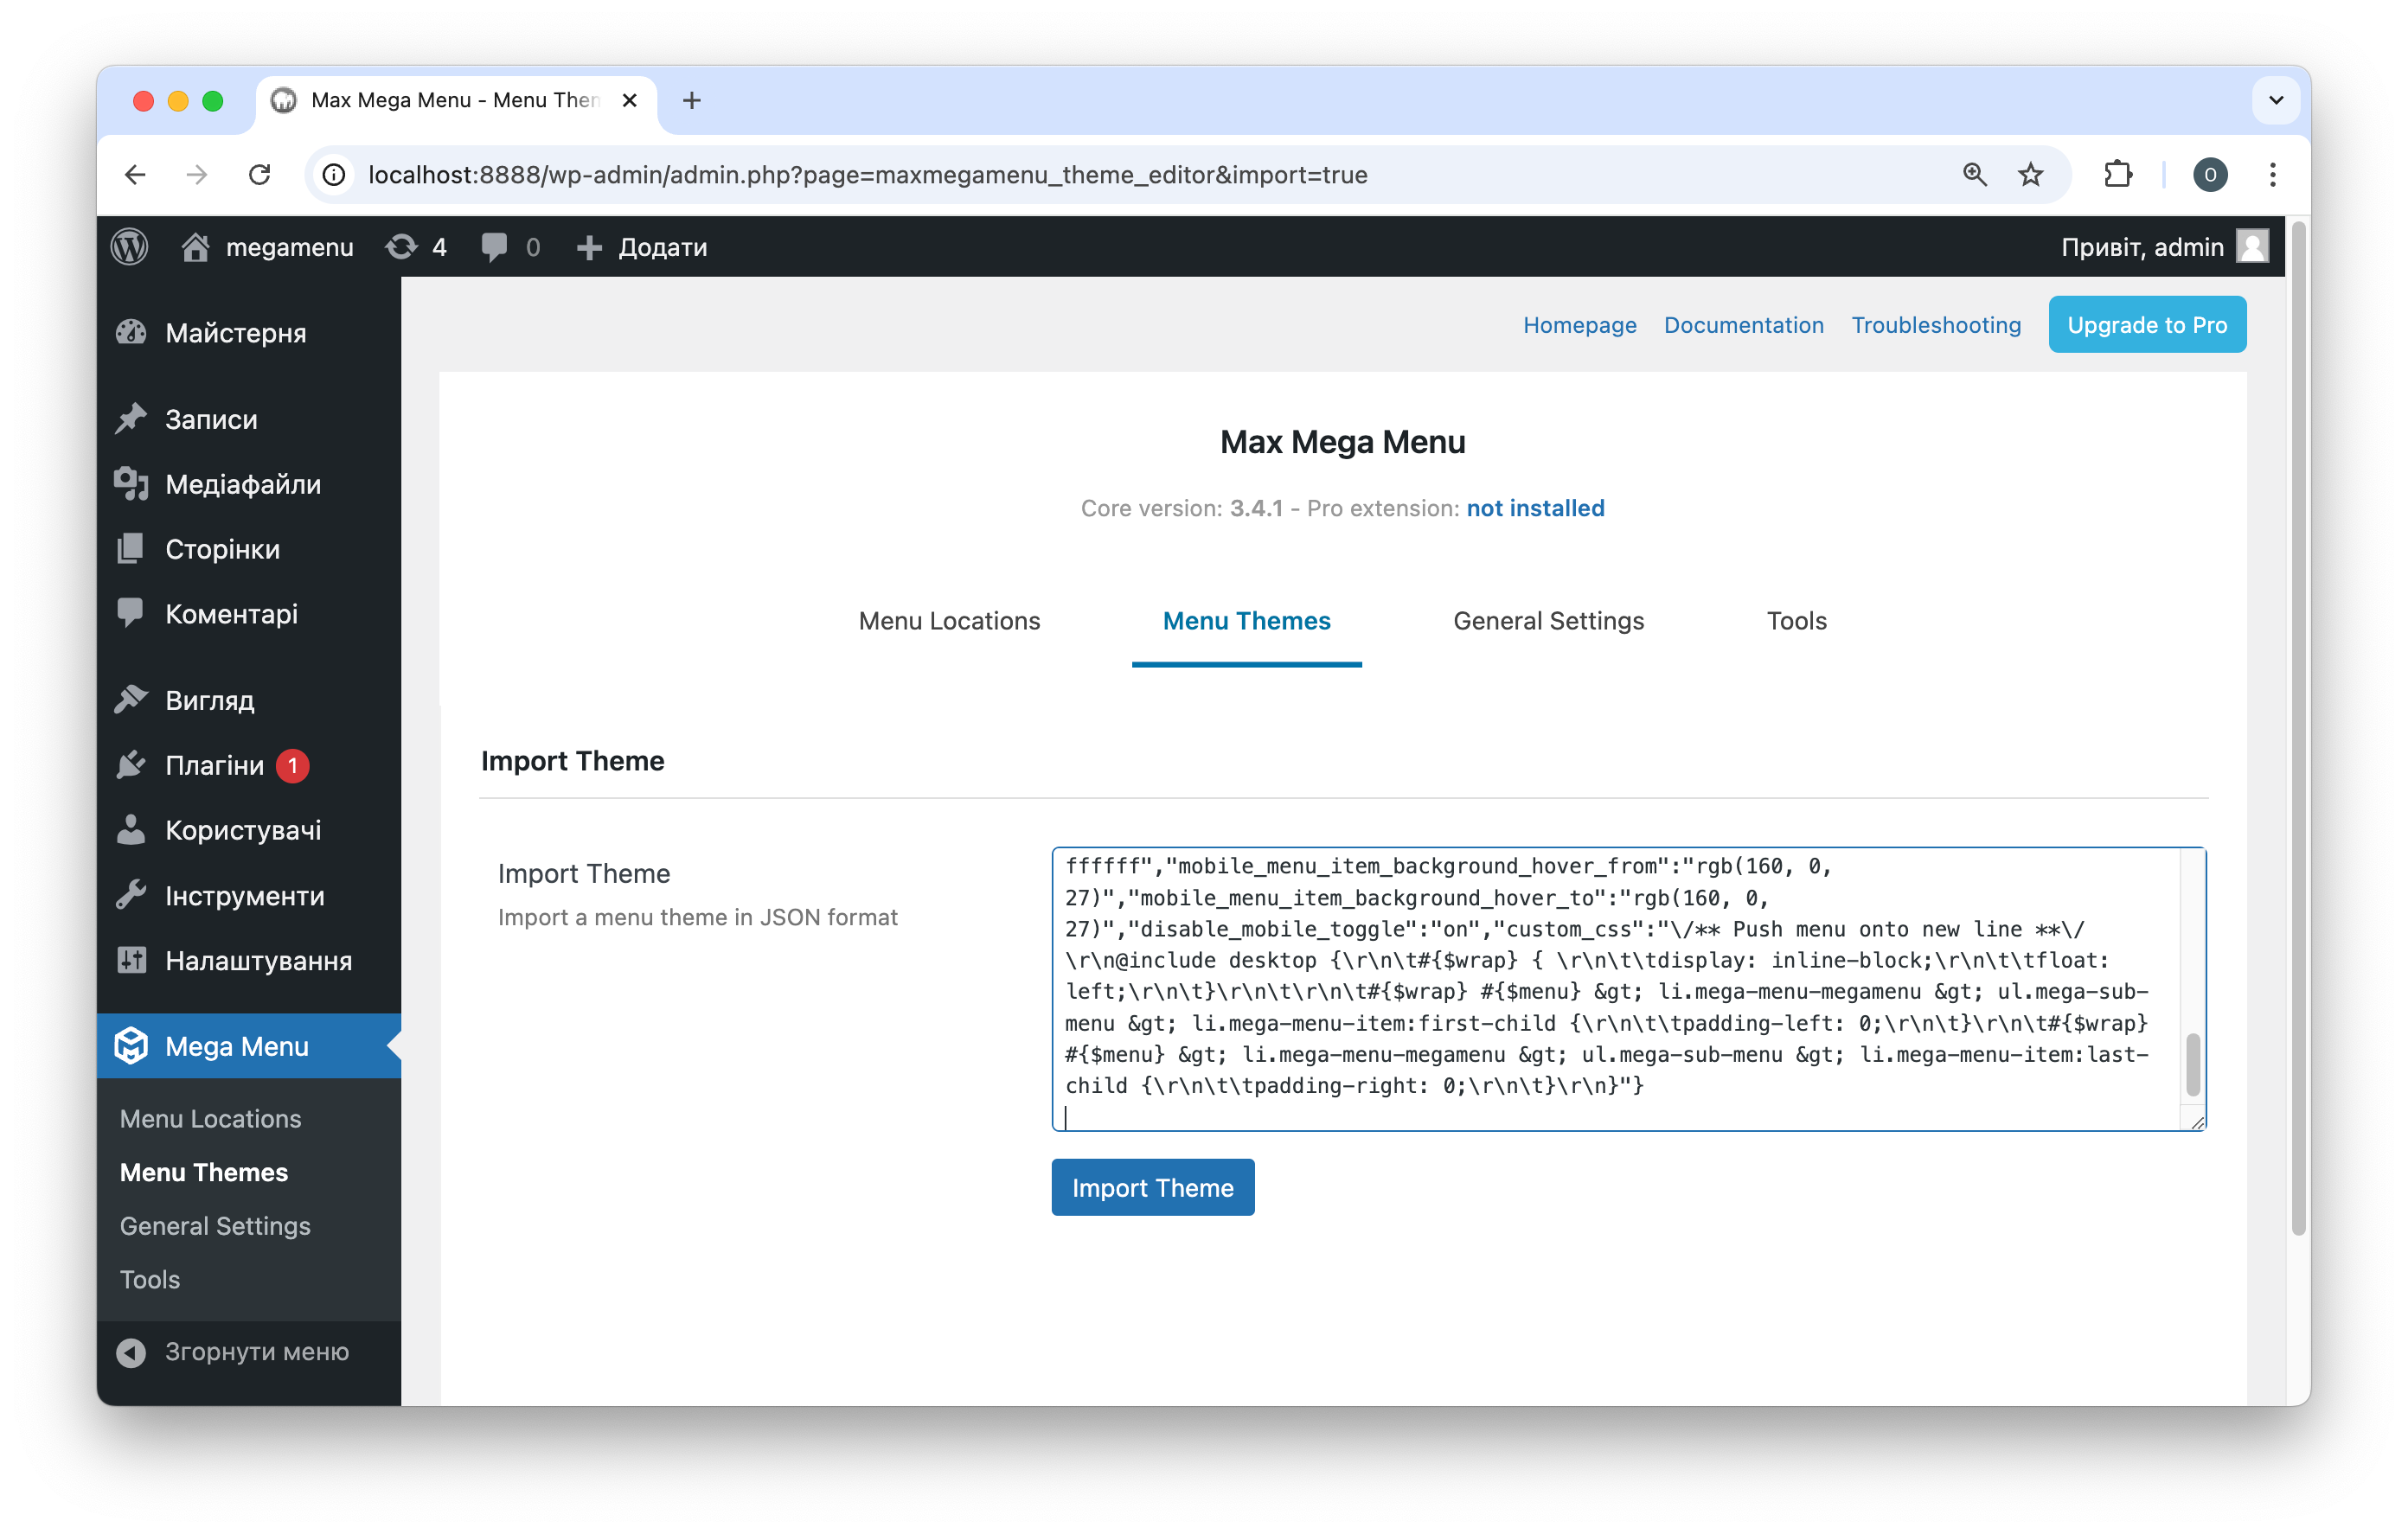 Max Mega Menu - Menu Then
localhost:8888/wp-admin/admin.php?page=maxmegamenu_theme_editor&import=true
O
megamenu 4 0 Додати
Привіт, admin
Майстерня
Записи
Медіафайли
Сторінки
Коментарі
Вигляд
Плагіни 1
Користувачі
Інструменти
Налаштування
Mega Menu
Menu Locations
Menu Themes
General Settings
Tools
Згорнути меню
Homepage Documentation Troubleshooting Upgrade to Pro
Max Mega Menu
Core version: 3.4.1 - Pro extension: not installed
Menu Locations Menu Themes General Settings Tools
Import Theme
Import Theme
Import a menu theme in JSON format
ffffff","mobile_menu_item_background_hover_from":"rgb(160, 0,
27)","mobile_menu_item_background_hover_to":"rgb(160, 0,
27)","disable_mobile_toggle":"on","custom_css":"\/** Push menu onto new line **\/
\r\n@include desktop {\r\n\t#{$wrap} { \r\n\t\tdisplay: inline-block;\r\n\t\tfloat:
left;\r\n\t}\r\n\t\r\n\t#{$wrap} #{$menu} &gt; li.mega-menu-megamenu &gt; ul.mega-sub-
menu &gt; li.mega-menu-item:first-child {\r\n\t\tpadding-left: 0;\r\n\t}\r\n\t#{$wrap}
#{$menu} &gt; li.mega-menu-megamenu &gt; ul.mega-sub-menu &gt; li.mega-menu-item:last-
child {\r\n\t\tpadding-right: 0;\r\n\t}\r\n}"}
Import Theme